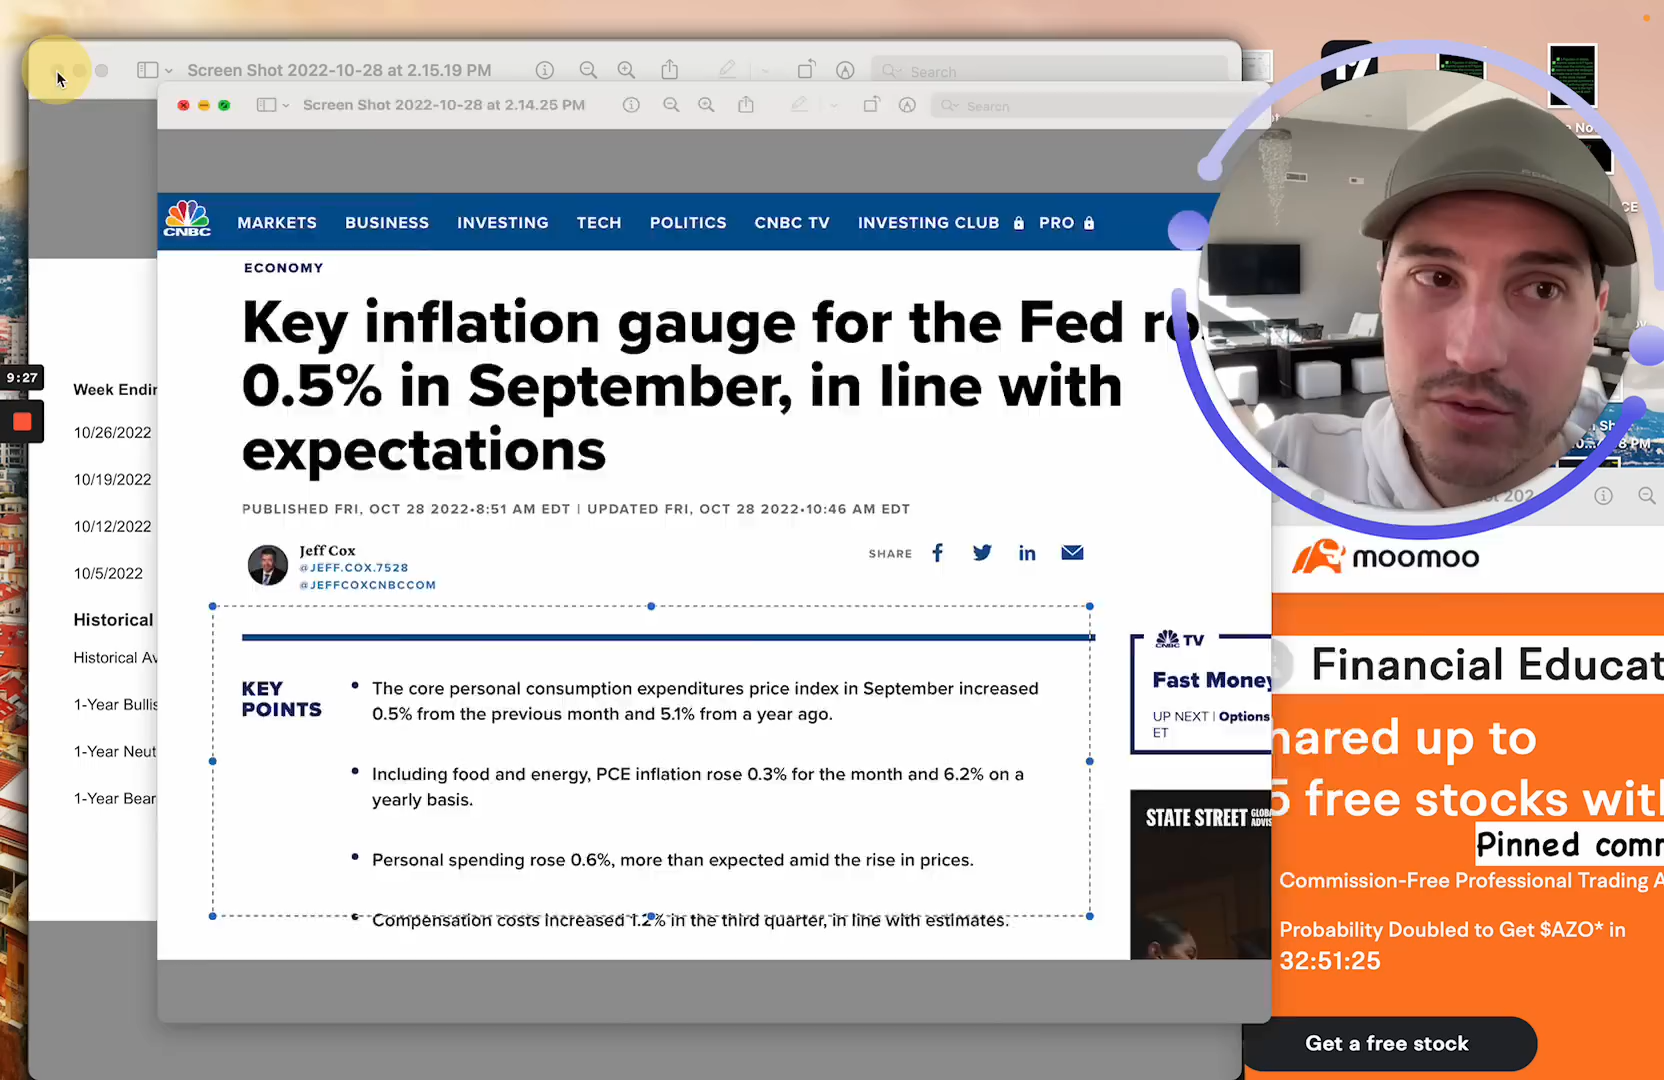 Screen Shot 2022-10-28 at 2.15.19 PM
Search
Screen Shot 2022-10-28 at 2.14.25 PM
Search
CNBC
MARKETS BUSINESS INVESTING TECH POLITICS CNBC TV INVESTING CLUB PRO
ECONOMY
Key inflation gauge for the Fed ro
0.5% in September, in line with
expectations
PUBLISHED FRI, OCT 28 2022•8:51 AM EDT | UPDATED FRI, OCT 28 2022•10:46 AM EDT
Jeff Cox
@JEFF.COX.7528
@JEFFCOXCNBCCOM
SHARE
KEY
POINTS
• The core personal consumption expenditures price index in September increased
0.5% from the previous month and 5.1% from a year ago.
• Including food and energy, PCE inflation rose 0.3% for the month and 6.2% on a
yearly basis.
• Personal spending rose 0.6%, more than expected amid the rise in prices.
• Compensation costs increased 1.2% in the third quarter, in line with estimates.
CNBC TV
Fast Money
UP NEXT | Options
ET
STATE STREET GLOBAL
ADVIS
9:27
Week Endin
10/26/2022
10/19/2022
10/12/2022
10/5/2022
Historical
Historical Av
1-Year Bullis
1-Year Neut
1-Year Bear
moomoo
Financial Educat
hared up to
5 free stocks with
Pinned comm
Commission-Free Professional Trading A
Probability Doubled to Get $AZO* in
32:51:25
Get a free stock